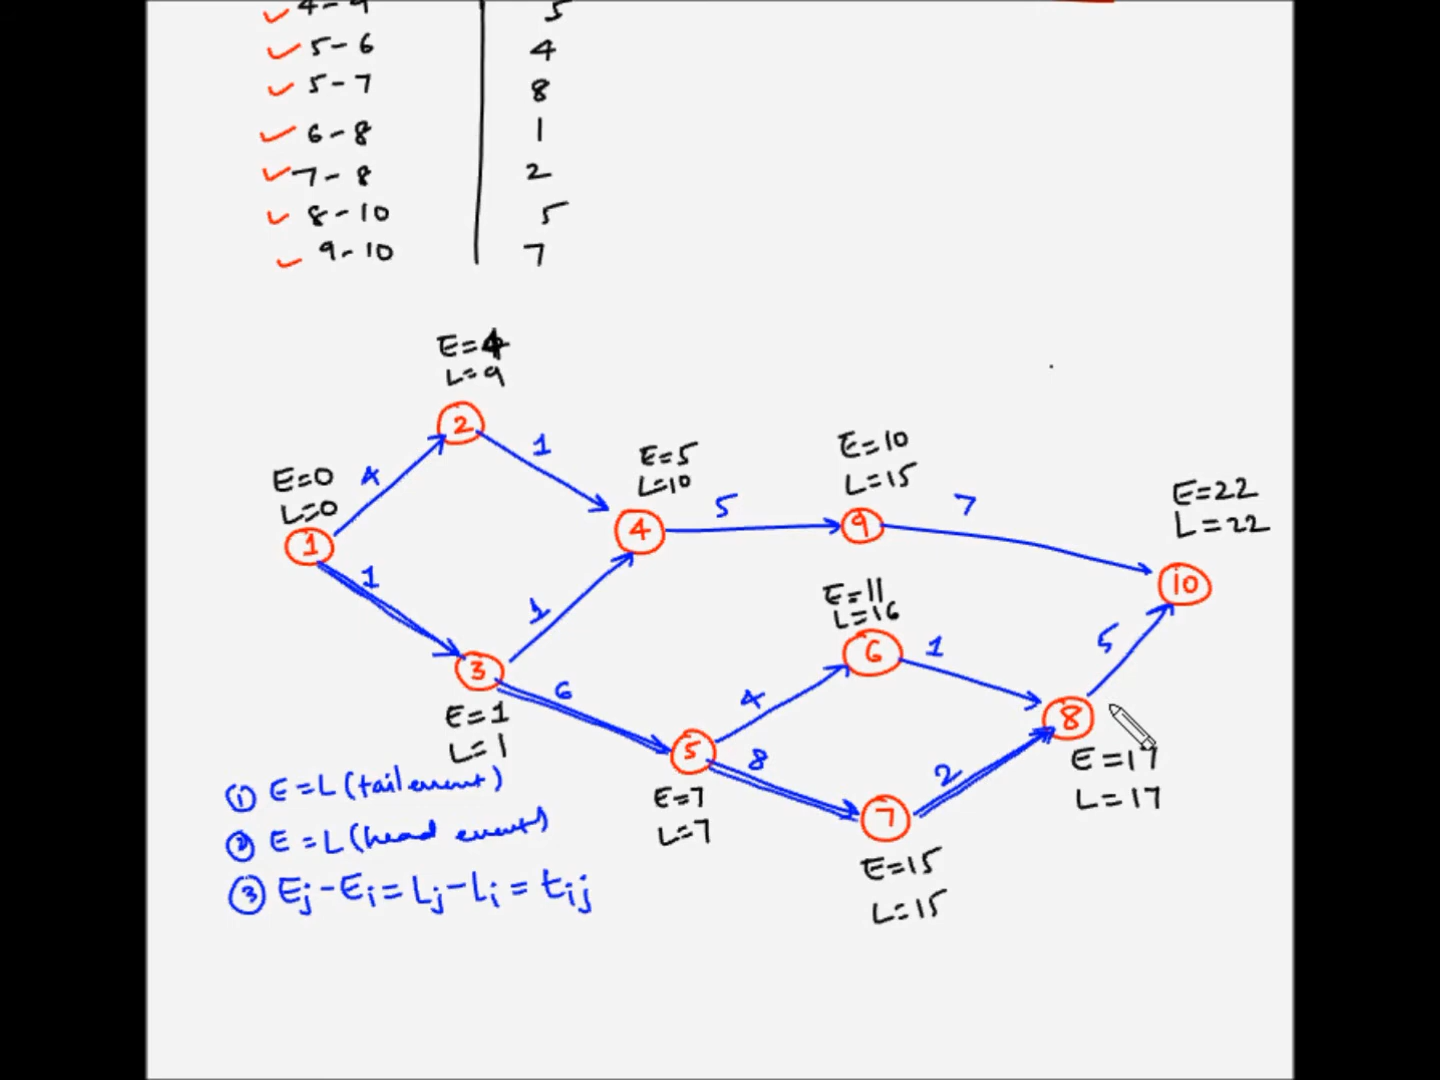 4-9 5
5-6 4
5-7 8
6-8 1
7-8 2
8-10 5
9-10 7
E=4
L=9
2
1
E=0
L=0
4
E=5
L=10
E=10
L=15
E=22
L=22
1
4
5
9
7
10
1
1
E=11
L=16
3
6
6
1
5
E=1
L=1
4
8
5
8
E=17
L=17
2
7
E=7
L=7
E=15
L=15
① E=L (tail event)
② E=L (head event)
③ Ej-Ei=Lj-Li=tij